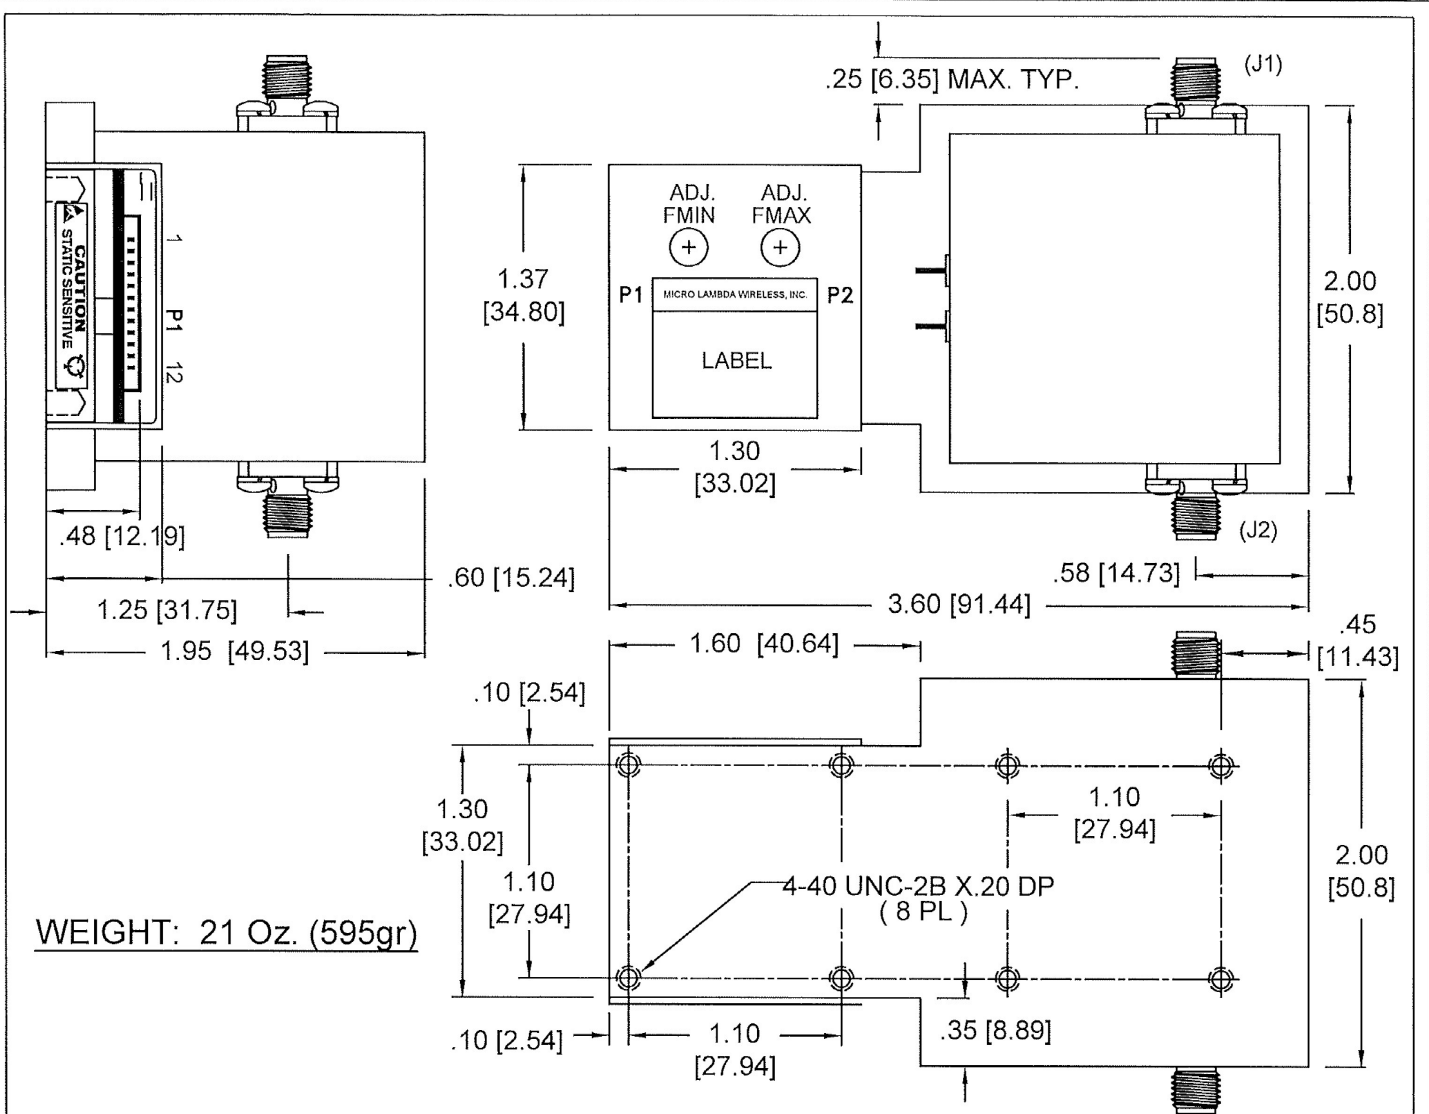 .25 [6.35] MAX. TYP.
(J1)
ADJ.
FMIN
ADJ.
FMAX
P1
MICRO LAMBDA WIRELESS, INC.
P2
LABEL
1.37
[34.80]
2.00
[50.8]
1.30
[33.02]
(J2)
CAUTION
STATIC SENSITIVE
1
P1
12
.48 [12.19]
.60 [15.24]
1.25 [31.75]
1.95 [49.53]
.58 [14.73]
3.60 [91.44]
1.60 [40.64]
.45
[11.43]
.10 [2.54]
1.30
[33.02]
1.10
[27.94]
1.10
[27.94]
4-40 UNC-2B X.20 DP
( 8 PL )
2.00
[50.8]
WEIGHT: 21 Oz. (595gr)
.10 [2.54]
1.10
[27.94]
.35 [8.89]